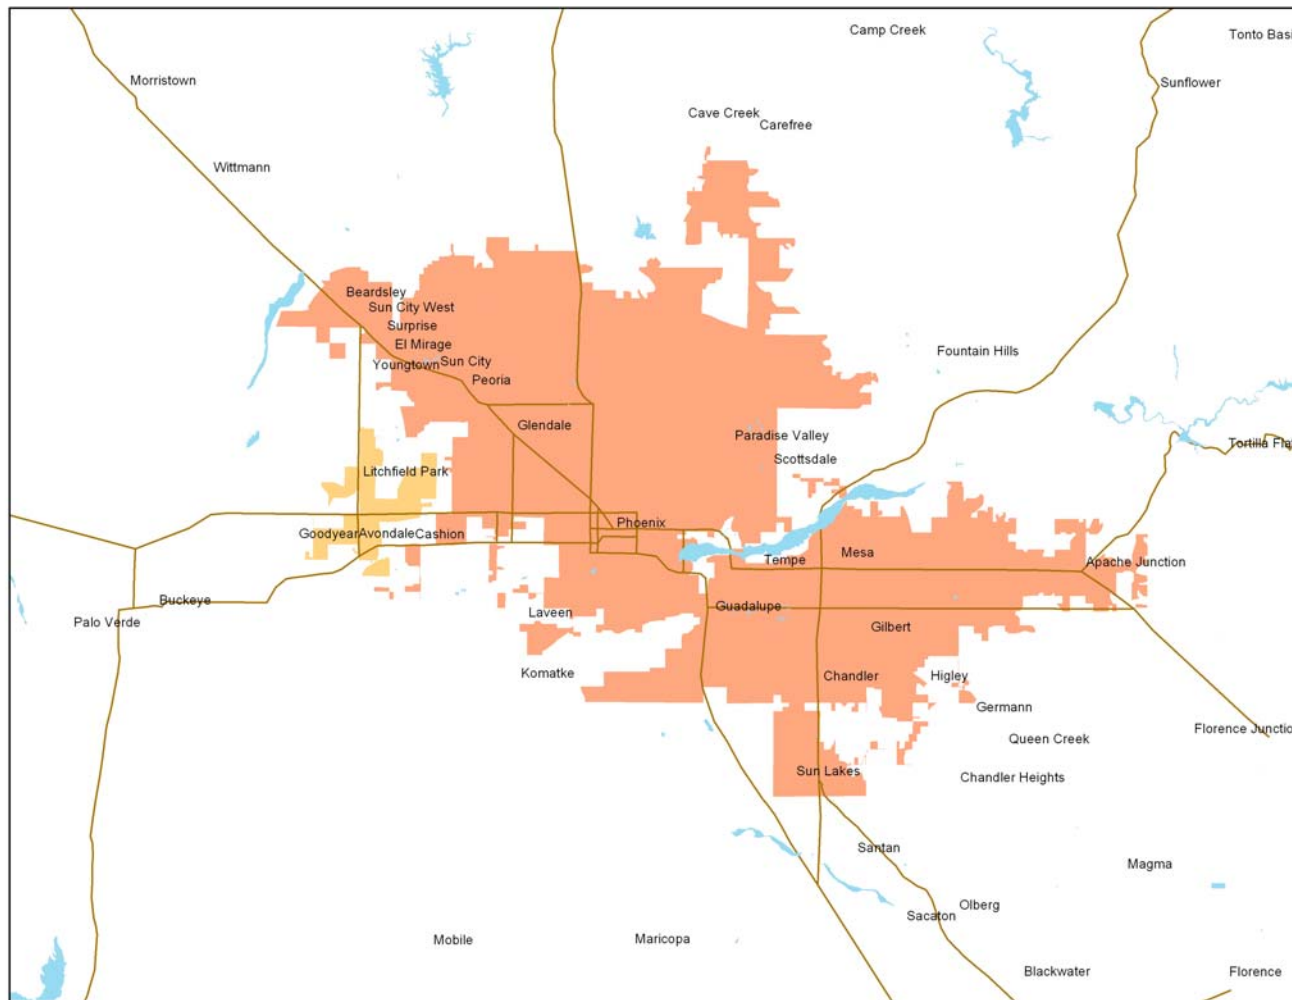 Camp Creek
Tonto Basi
Morristown
Sunflower
Cave Creek
Carefree
Wittmann
Beardsley
Sun City West
Surprise
El Mirage
Fountain Hills
Youngtown
Sun City
Peoria
Glendale
Paradise Valley
Tortilla Fla
Scottsdale
Litchfield Park
Phoenix
Goodyear
Avondale
Cashion
Mesa
Tempe
Apache Junction
Buckeye
Guadalupe
Laveen
Palo Verde
Gilbert
Komatke
Chandler
Higley
Germann
Florence Junctio
Queen Creek
Sun Lakes
Chandler Heights
Santan
Magma
Olberg
Sacaton
Mobile
Maricopa
Blackwater
Florence